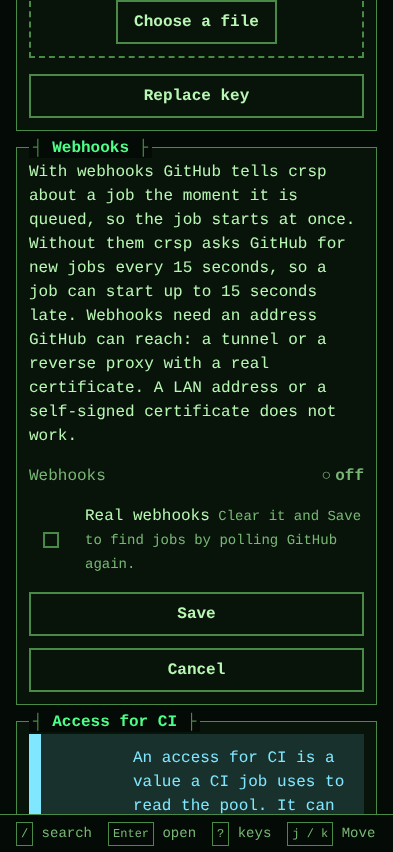 Choose a file
Replace key
Webhooks
With webhooks GitHub tells crsp
about a job the moment it is
queued, so the job starts at once.
Without them crsp asks GitHub for
new jobs every 15 seconds, so a
job can start up to 15 seconds
late. Webhooks need an address
GitHub can reach: a tunnel or a
reverse proxy with a real
certificate. A LAN address or a
self-signed certificate does not
work.
Webhooks ○ off
Real webhooks Clear it and Save
to find jobs by polling GitHub
again.
Save
Cancel
Access for CI
An access for CI is a
value a CI job uses to
read the pool. It can
/ search Enter open ? keys j / k Move